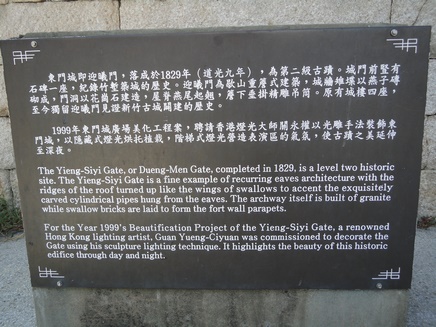 東門城即迎曦門，落成於1829年（道光九年），為第二級古蹟。城門前豎有
石碑一座，紀錄竹塹築城的歷史。迎曦門為歇山重簷式建築，城牆雉堞以燕子磚
砌成，門洞以花崗石建造，屋脊燕尾起翹，簷下垂掛精雕吊筒。原有城樓四座，
至今獨留迎曦門見證新竹古城闢建的歷史。
1999年東門城廣場美化工程案，聘請香港燈光大師關永權以光雕手法裝飾東
門城，以隱藏式燈光烘托植栽，階梯式燈光營造表演區的氣氛，使古蹟之美延伸
至深夜。
The Yieng-Siyi Gate, or Dueng-Men Gate, completed in 1829, is a level two historic
site. The Yieng-Siyi Gate is a fine example of recurring eaves architecture with the
ridges of the roof turned up like the wings of swallows to accent the exquisitely
carved cylindrical pipes hung from the eaves. The archway itself is built of granite
while swallow bricks are laid to form the fort wall parapets.
For the Year 1999's Beautification Project of the Yieng-Siyi Gate, a renowned
Hong Kong lighting artist, Guan Yueng-Ciyuan was commissioned to decorate the
Gate using his sculpture lighting technique. It highlights the beauty of this historic
edifice through day and night.